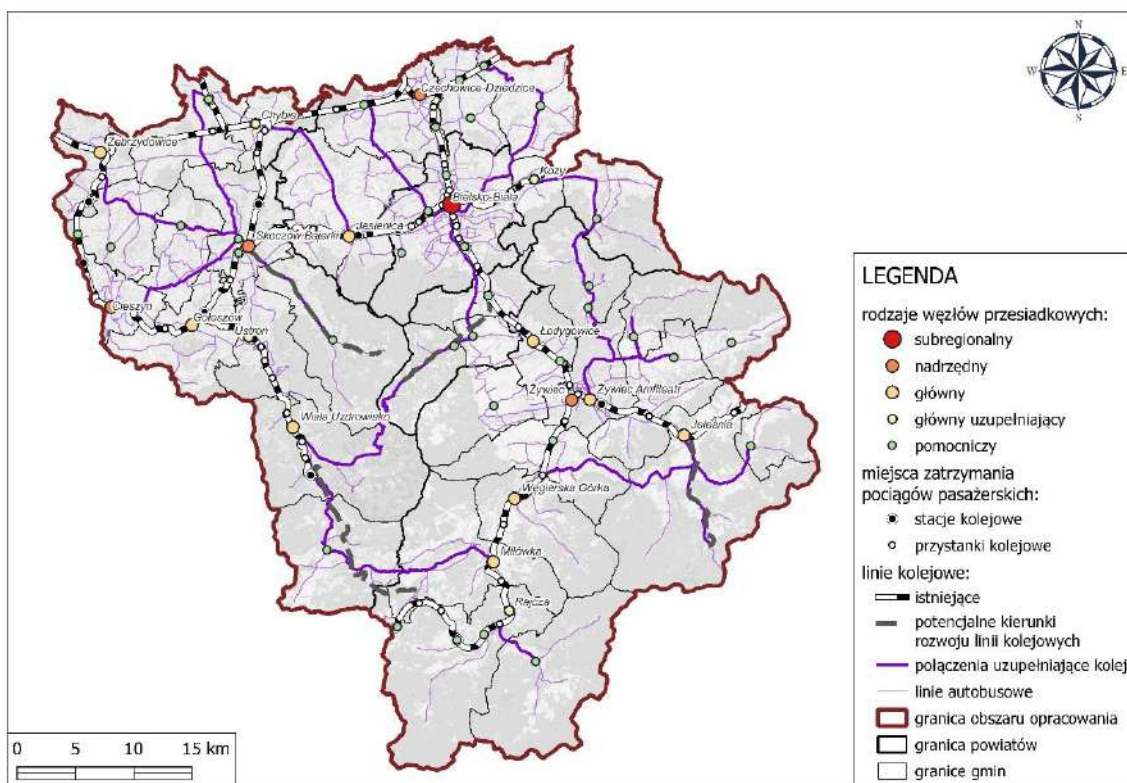 N
W
E
S
Czechowice-Dziedzice
Chybie
Zebrzydowice
Kozy
Bielsko-Biała
Jasienica
Skoczów Bajerki
Cieszyn
Goleszów
Ustroń
Łodygowice
Żywiec
Żywiec Amfiteatr
Wisła Uzdrowisko
Jeleśnia
Węgierska Górka
Milówka
Rajcza
0 5 10 15 km
LEGENDA
rodzaje węzłów przesiadkowych:
subregionalny
nadrzędny
główny
główny uzupełniający
pomocniczy
miejsca zatrzymania
pociągów pasażerskich:
stacje kolejowe
przystanki kolejowe
linie kolejowe:
istniejące
potencjalne kierunki
rozwoju linii kolejowych
połączenia uzupełniające kolej
linie autobusowe
granica obszaru opracowania
granica powiatów
granice gmin